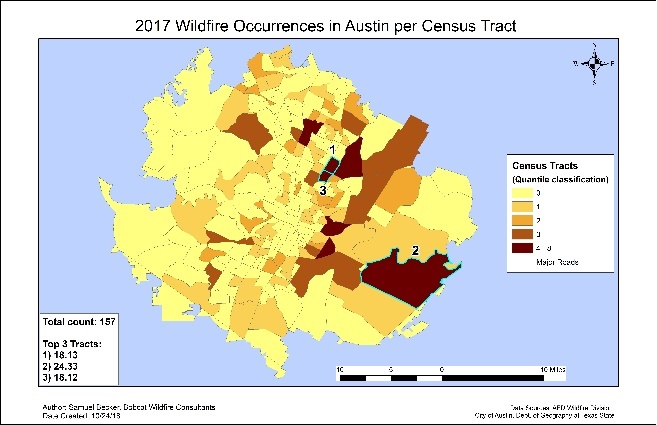 2017 Wildfire Occurrences in Austin per Census Tract
N
W E
S
1
3
2
Census Tracts
(Quantile classification)
0
1
2
3
4 - 8
Major Roads
Total count: 157
Top 3 Tracts:
1) 18.13
2) 24.33
3) 18.12
10 5 0 10 Miles
Author: Samuel Becker, Bobcat Wildfire Consultants
Date Created: 10/24/18
Data Sources: AFD Wildfire Division
City of Austin, Dept. of Geography at Texas State